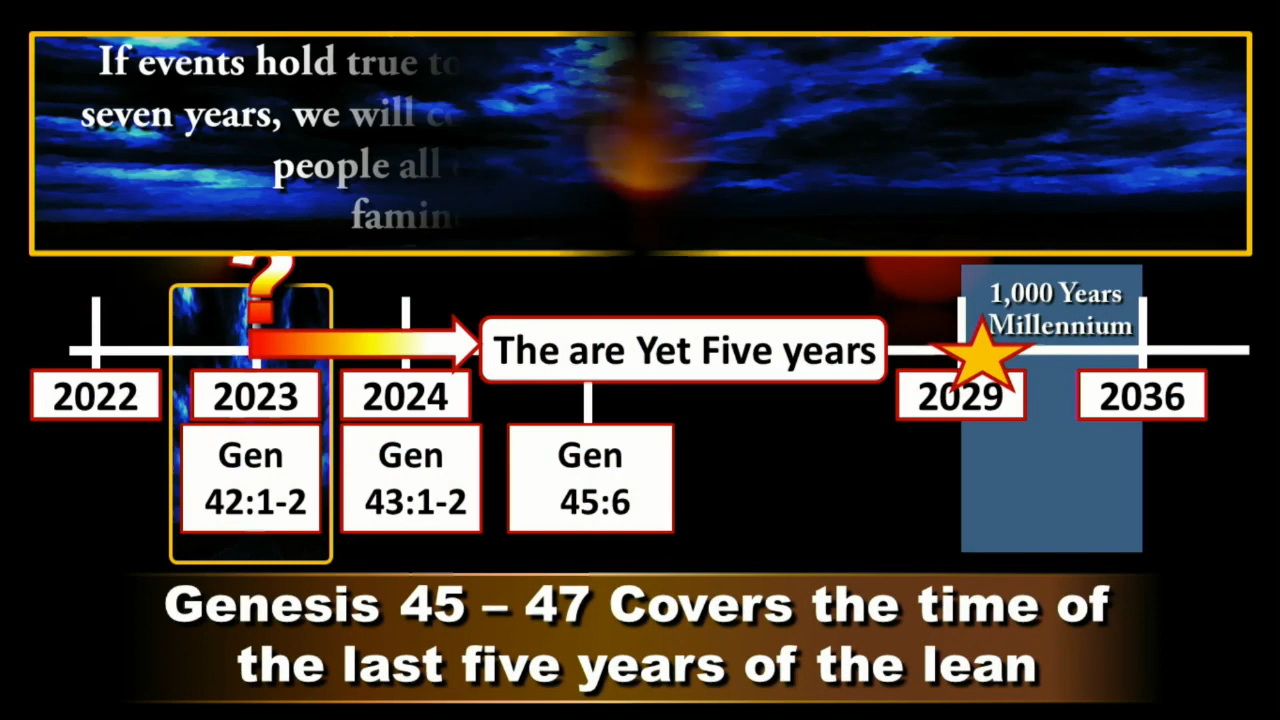 If events hold true to
seven years, we will
people all
famin
?
1,000 Years
Millennium
The are Yet Five years
2022
2023
2024
2029
2036
Gen
42:1-2
Gen
43:1-2
Gen
45:6
Genesis 45 – 47 Covers the time of
the last five years of the lean